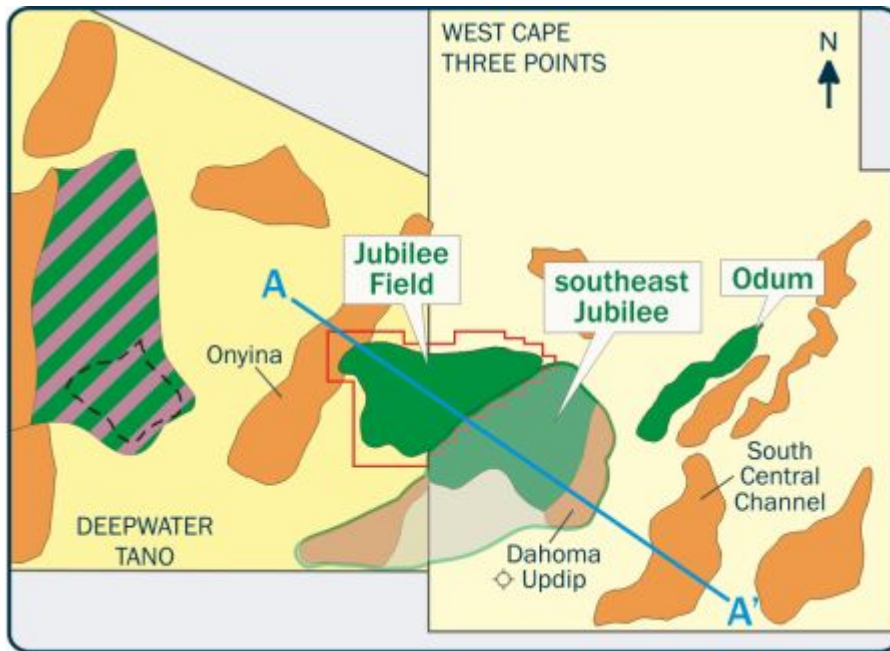 WEST CAPE
THREE POINTS
N
Jubilee
Field
A
southeast
Jubilee
Odum
Onyina
South
Central
Channel
DEEPWATER
TANO
Dahoma
Updip
A'